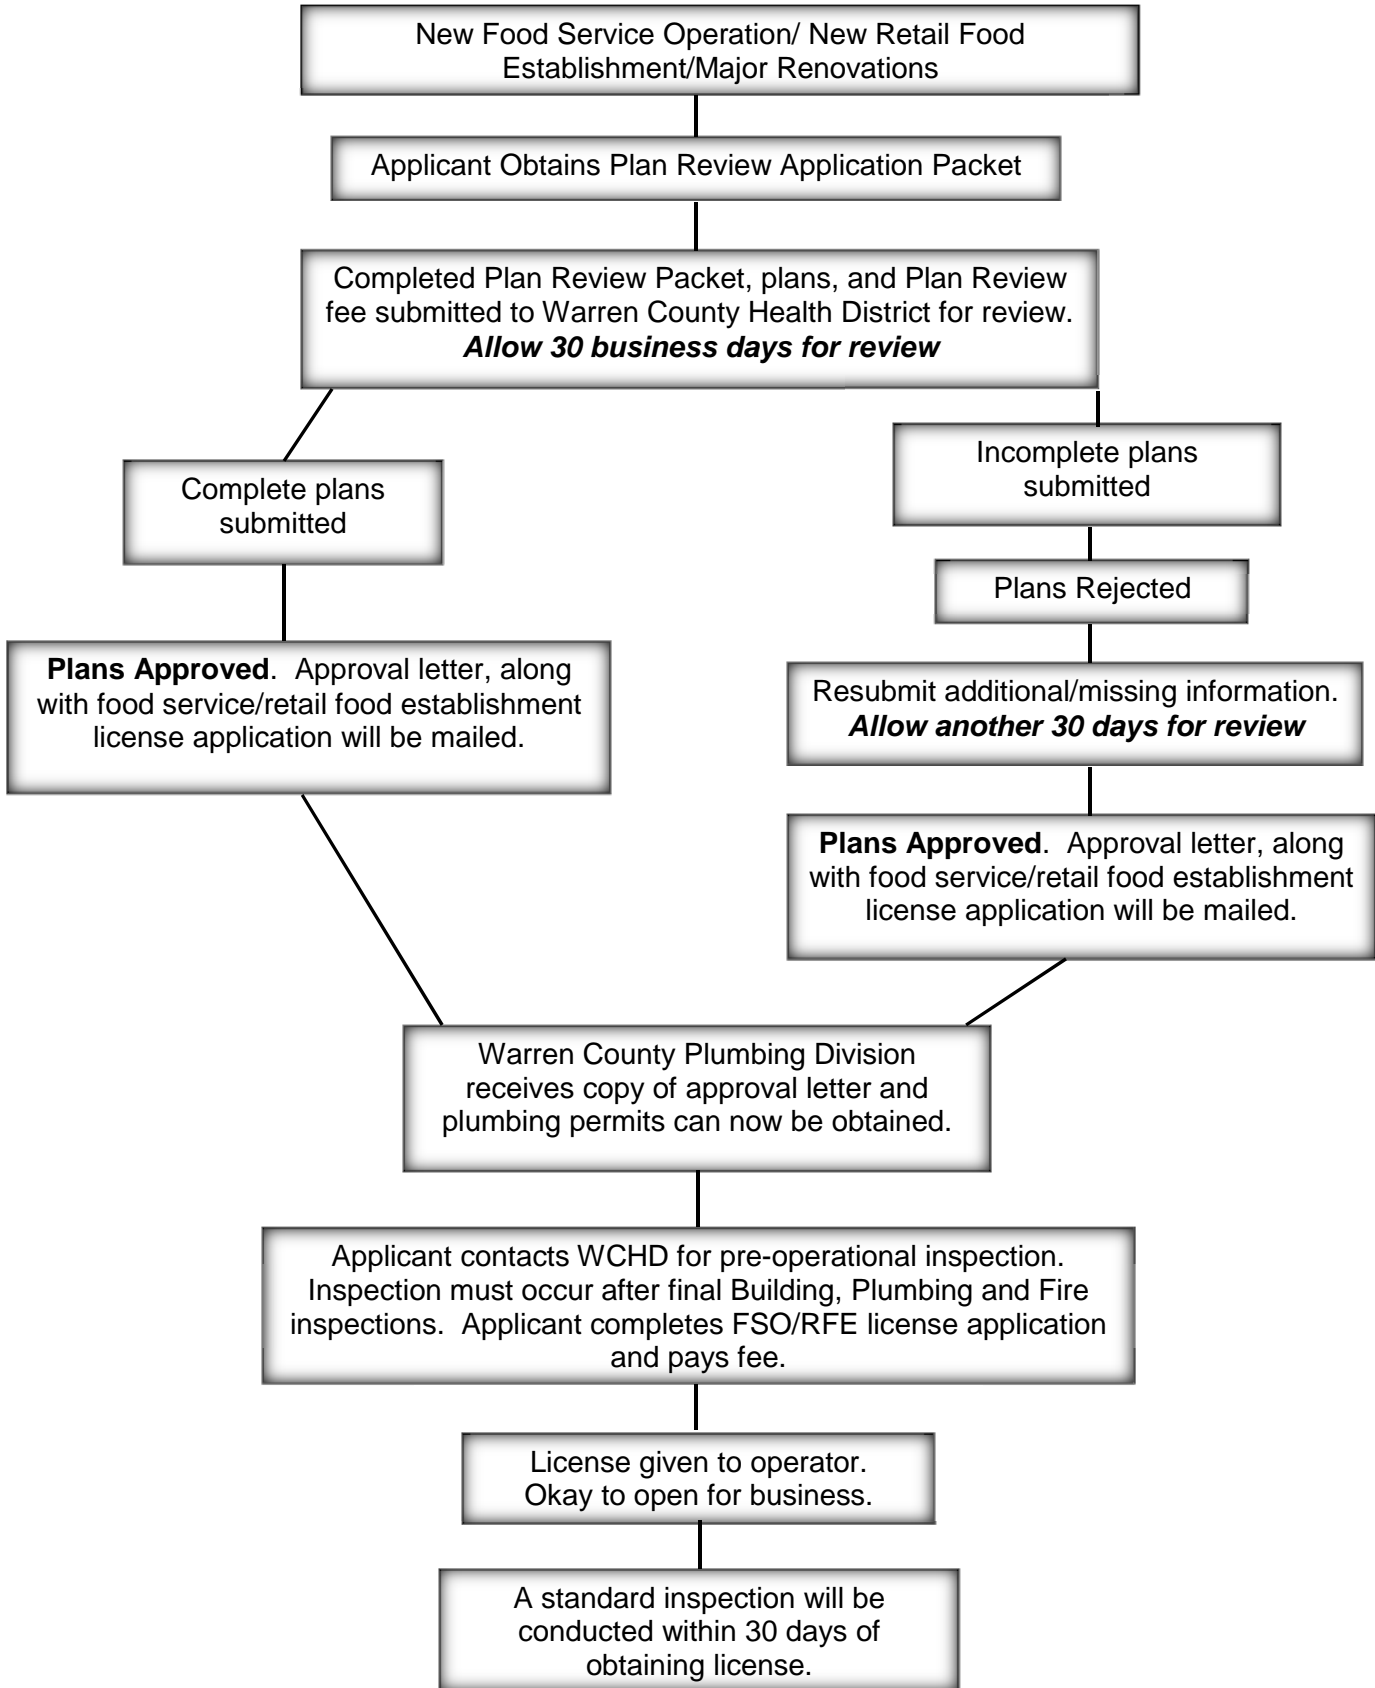 New Food Service Operation/ New Retail Food
Establishment/Major Renovations
Applicant Obtains Plan Review Application Packet
Completed Plan Review Packet, plans, and Plan Review
fee submitted to Warren County Health District for review.
Allow 30 business days for review
Complete plans
submitted
Plans Approved. Approval letter, along
with food service/retail food establishment
license application will be mailed.
Incomplete plans
submitted
Plans Rejected
Resubmit additional/missing information.
Allow another 30 days for review
Plans Approved. Approval letter, along
with food service/retail food establishment
license application will be mailed.
Warren County Plumbing Division
receives copy of approval letter and
plumbing permits can now be obtained.
Applicant contacts WCHD for pre-operational inspection.
Inspection must occur after final Building, Plumbing and Fire
inspections. Applicant completes FSO/RFE license application
and pays fee.
License given to operator.
Okay to open for business.
A standard inspection will be
conducted within 30 days of
obtaining license.